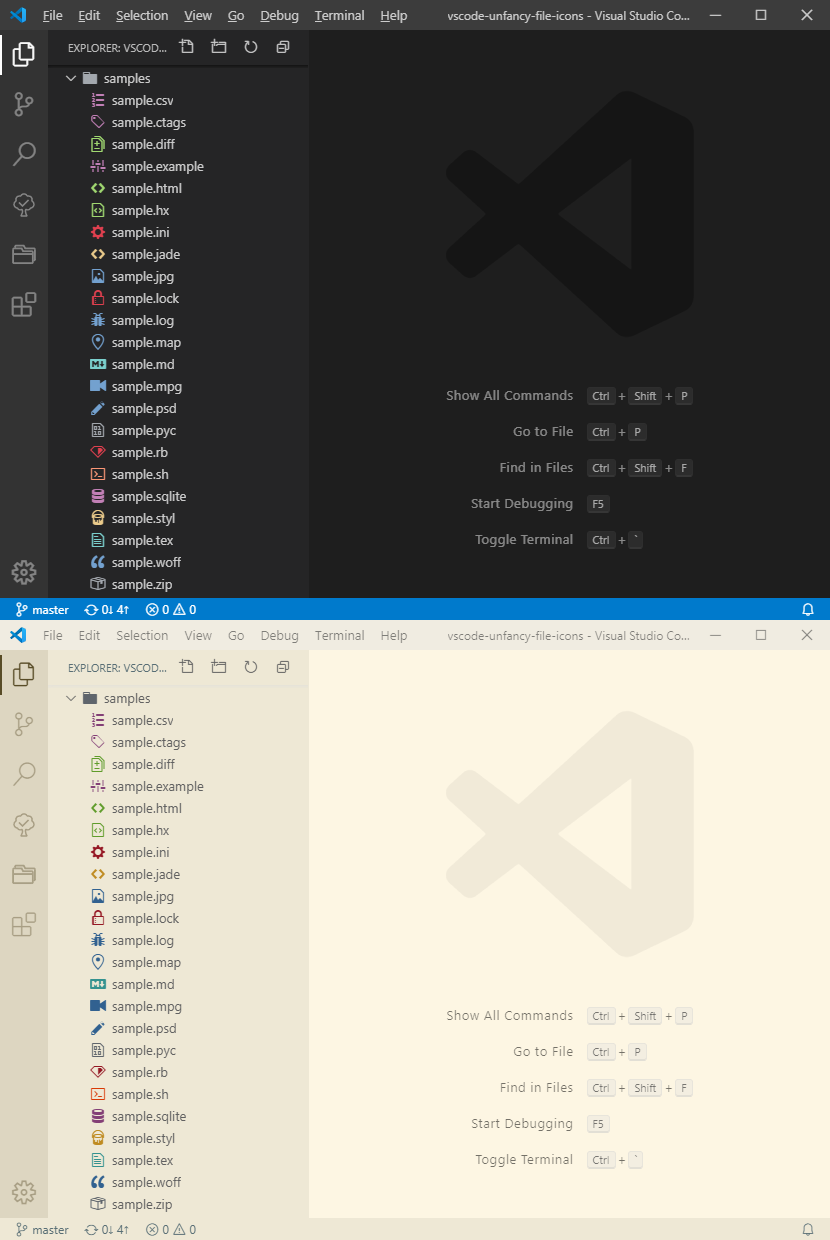 File Edit Selection View Go Debug Terminal Help vscode-unfancy-file-icons - Visual Studio Co...
EXPLORER: VSCOD...
samples
sample.csv
sample.ctags
sample.diff
sample.example
sample.html
sample.hx
sample.ini
sample.jade
sample.jpg
sample.lock
sample.log
sample.map
sample.md
sample.mpg
sample.psd
sample.pyc
sample.rb
sample.sh
sample.sqlite
sample.styl
sample.tex
sample.woff
sample.zip
Show All Commands Ctrl + Shift + P
Go to File Ctrl + P
Find in Files Ctrl + Shift + F
Start Debugging F5
Toggle Terminal Ctrl + `
master 0↓ 4↑ 0 0
File Edit Selection View Go Debug Terminal Help vscode-unfancy-file-icons - Visual Studio Co...
EXPLORER: VSCOD...
samples
sample.csv
sample.ctags
sample.diff
sample.example
sample.html
sample.hx
sample.ini
sample.jade
sample.jpg
sample.lock
sample.log
sample.map
sample.md
sample.mpg
sample.psd
sample.pyc
sample.rb
sample.sh
sample.sqlite
sample.styl
sample.tex
sample.woff
sample.zip
Show All Commands Ctrl + Shift + P
Go to File Ctrl + P
Find in Files Ctrl + Shift + F
Start Debugging F5
Toggle Terminal Ctrl + `
master 0↓ 4↑ 0 0